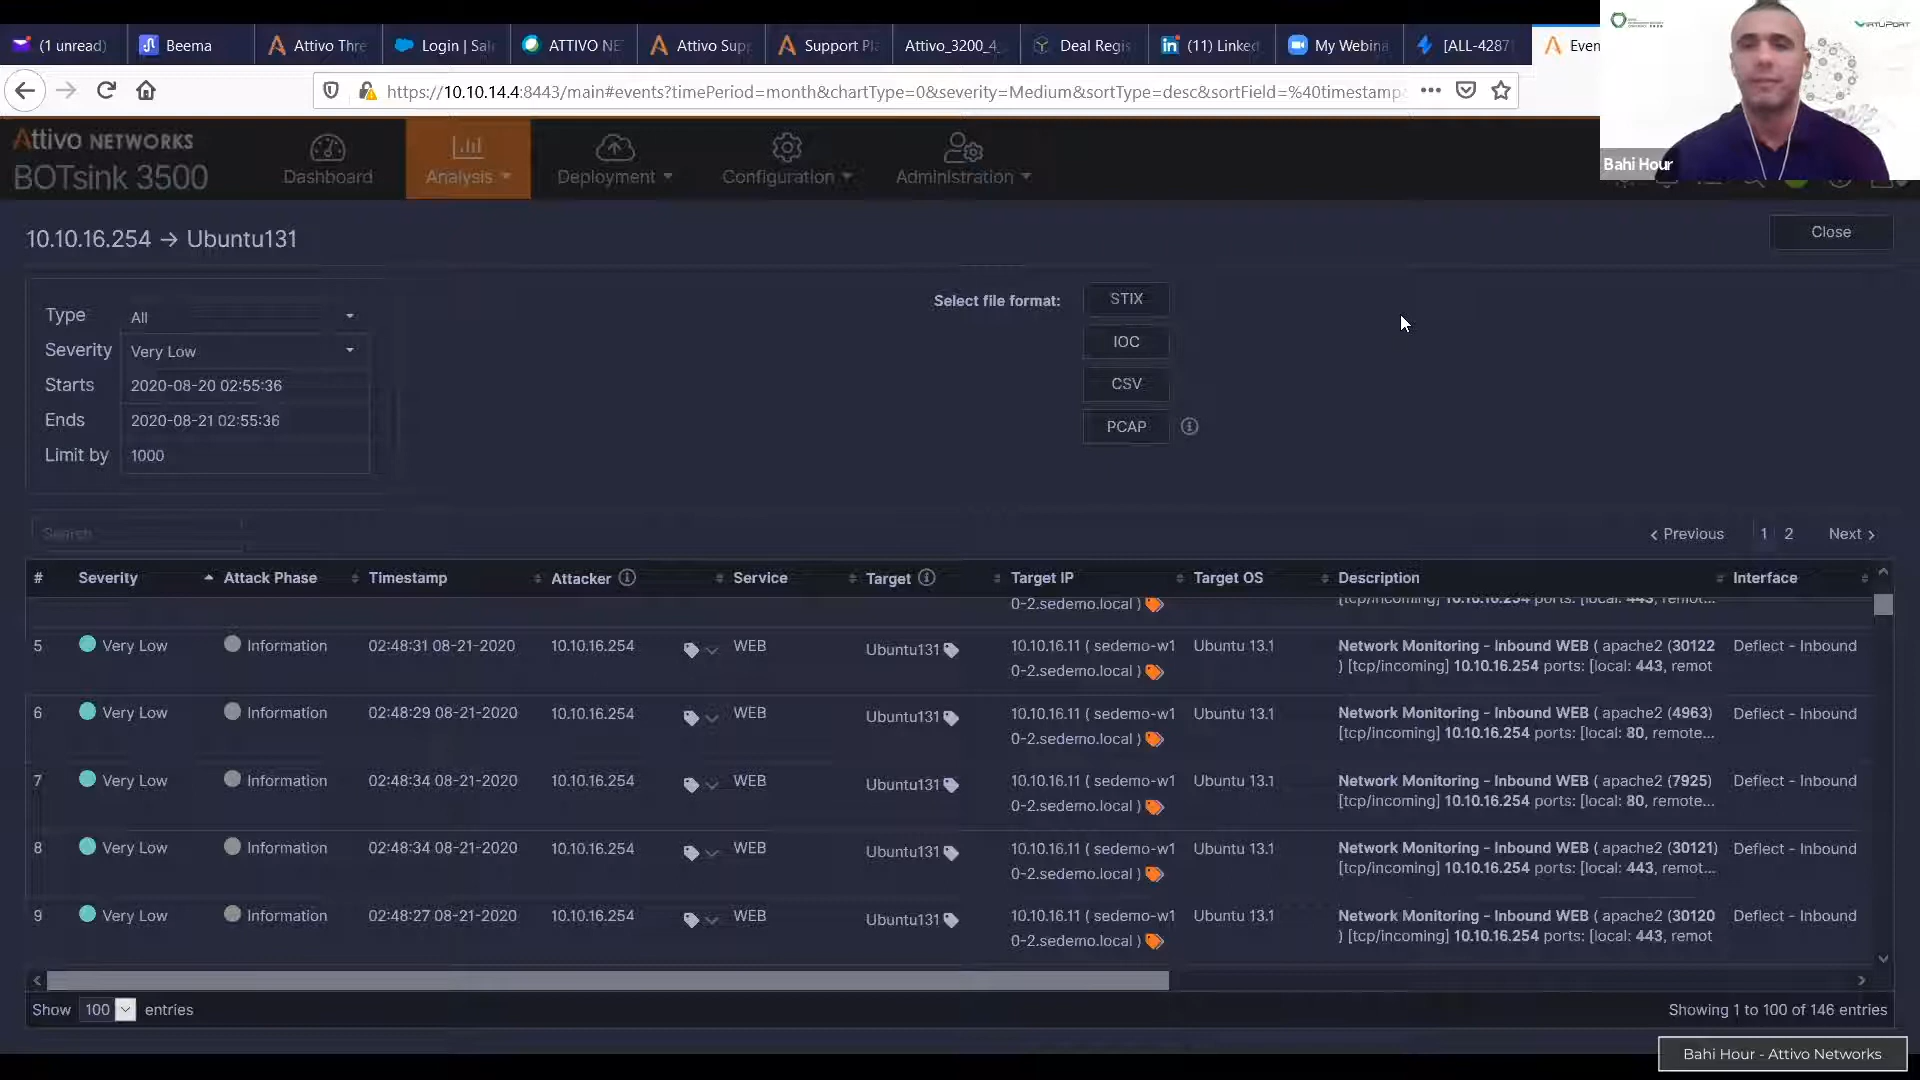 (1 unread)
Beema
Attivo Thre
Login | Sal
ATTIVO NE
Attivo Sup
Support Pl
Attivo_3200_4_
Deal Regis
(11) Linked
My Webina
[ALL-4287
Even
https://10.10.14.4:8443/main#events?timePeriod=month&chartType=0&severity=Medium&sortType=desc&sortField=%40timestamp
VirtuPort
Bahi Hour
Attivo NETWORKS
BOTsink 3500
Dashboard
Analysis
Deployment
Configuration
Administration
10.10.16.254 → Ubuntu131
Close
Type All
Severity Very Low
Starts 2020-08-20 02:55:36
Ends 2020-08-21 02:55:36
Limit by 1000
Select file format:
STIX
IOC
CSV
PCAP
Search
Previous 1 2 Next
# Severity Attack Phase Timestamp Attacker Service Target Target IP Target OS Description Interface
0-2.sedemo.local ) [tcp/incoming] 10.10.16.254 ports: [local: 443, remot...
5 Very Low Information 02:48:31 08-21-2020 10.10.16.254 WEB Ubuntu131 10.10.16.11 ( sedemo-w1 Ubuntu 13.1 Network Monitoring - Inbound WEB ( apache2 (30122 Deflect - Inbound
0-2.sedemo.local ) ) [tcp/incoming] 10.10.16.254 ports: [local: 443, remot
6 Very Low Information 02:48:29 08-21-2020 10.10.16.254 WEB Ubuntu131 10.10.16.11 ( sedemo-w1 Ubuntu 13.1 Network Monitoring - Inbound WEB ( apache2 (4963) Deflect - Inbound
0-2.sedemo.local ) [tcp/incoming] 10.10.16.254 ports: [local: 80, remote...
7 Very Low Information 02:48:34 08-21-2020 10.10.16.254 WEB Ubuntu131 10.10.16.11 ( sedemo-w1 Ubuntu 13.1 Network Monitoring - Inbound WEB ( apache2 (7925) Deflect - Inbound
0-2.sedemo.local ) [tcp/incoming] 10.10.16.254 ports: [local: 80, remote...
8 Very Low Information 02:48:34 08-21-2020 10.10.16.254 WEB Ubuntu131 10.10.16.11 ( sedemo-w1 Ubuntu 13.1 Network Monitoring - Inbound WEB ( apache2 (30121) Deflect - Inbound
0-2.sedemo.local ) [tcp/incoming] 10.10.16.254 ports: [local: 443, remot...
9 Very Low Information 02:48:27 08-21-2020 10.10.16.254 WEB Ubuntu131 10.10.16.11 ( sedemo-w1 Ubuntu 13.1 Network Monitoring - Inbound WEB ( apache2 (30120 Deflect - Inbound
0-2.sedemo.local ) ) [tcp/incoming] 10.10.16.254 ports: [local: 443, remot
Show 100 entries
Showing 1 to 100 of 146 entries
Bahi Hour - Attivo Networks